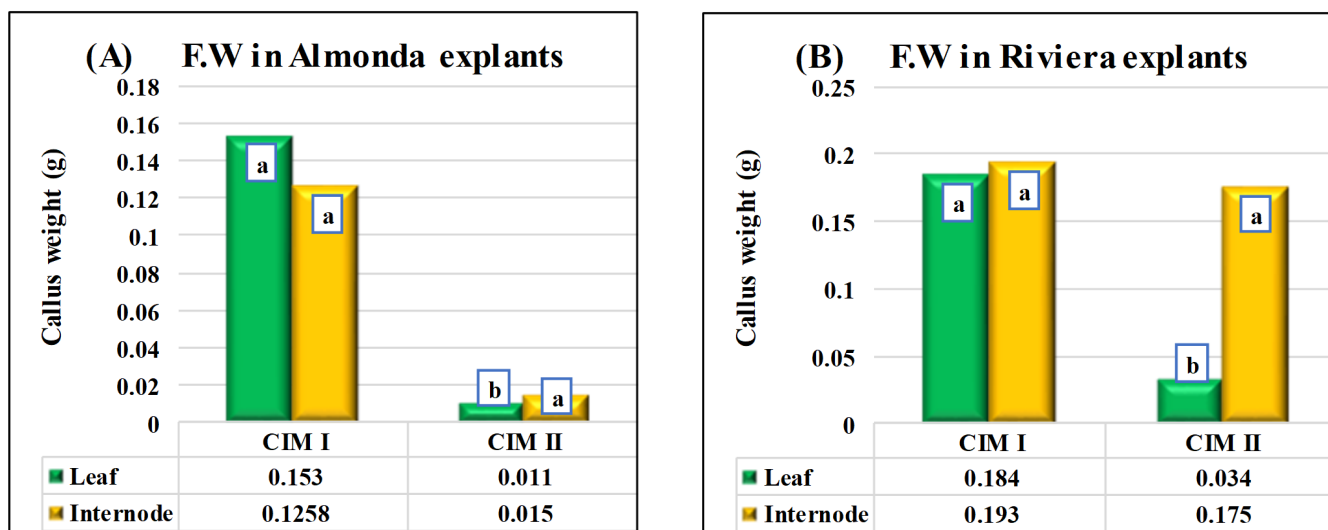 (A) F.W in Almonda explants
Callus weight (g)
0.18
0.16
0.14
0.12
0.1
0.08
0.06
0.04
0.02
0
a
a
b
a
CIM I CIM II
Leaf 0.153 0.011
Internode 0.1258 0.015
(B) F.W in Riviera explants
Callus weight (g)
0.25
0.2
0.15
0.1
0.05
0
a
a
b
a
CIM I CIM II
Leaf 0.184 0.034
Internode 0.193 0.175